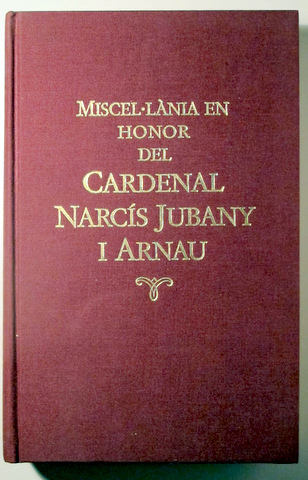 MISCEL·LÀNIA EN
HONOR
DEL
CARDENAL
NARCÍS JUBANY
I ARNAU